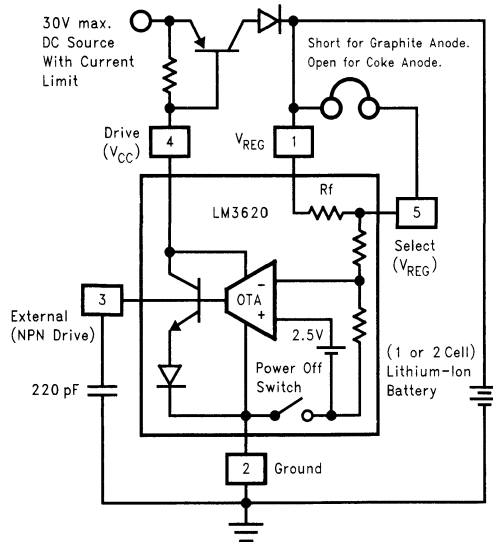 30V max.
DC Source
With Current
Limit
Short for Graphite Anode.
Open for Coke Anode.
Drive
(VCC)
4
VREG
1
Rf
LM3620
5
Select
(VREG)
3
External
(NPN Drive)
OTA
−
+
2.5V
220 pF
Power Off
Switch
(1 or 2 Cell)
Lithium-Ion
Battery
2
Ground